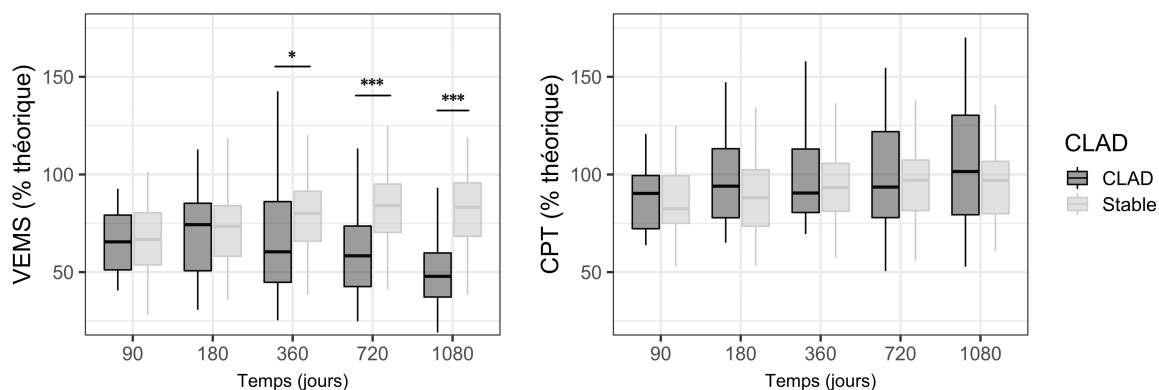 VEMS (% théorique)
150
100
50
*
***
***
90 180 360 720 1080
Temps (jours)
CPT (% théorique)
150
100
50
90 180 360 720 1080
Temps (jours)
CLAD
CLAD
Stable